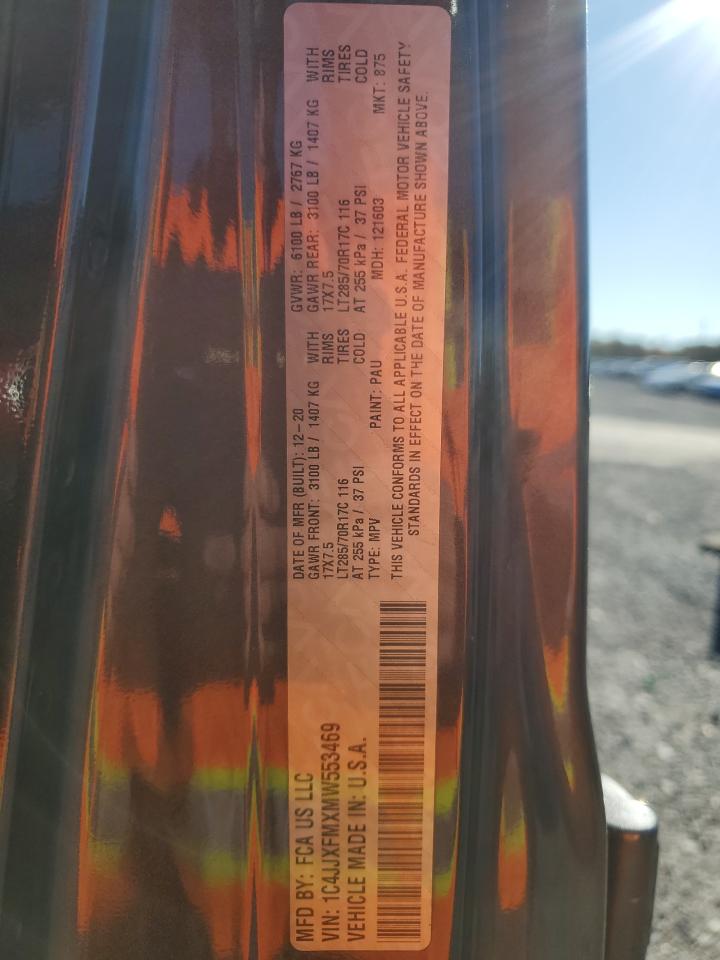 MFD BY: FCA US LLC
VIN: 1C4JJXFMXMW553469
VEHICLE MADE IN: U.S.A.
DATE OF MFR (BUILT): 12-20
GVWR: 6100 LB / 2767 KG
GAWR FRONT: 3100 LB / 1407 KG WITH
GAWR REAR: 3100 LB / 1407 KG WITH
17X7.5 RIMS
17X7.5 RIMS
LT285/70R17C 116 TIRES
LT285/70R17C 116 TIRES
AT 255 kPa / 37 PSI COLD
AT 255 kPa / 37 PSI COLD
TYPE: MPV PAINT: PAU MDH: 121603 MKT: 875
THIS VEHICLE CONFORMS TO ALL APPLICABLE U.S.A. FEDERAL MOTOR VEHICLE SAFETY
STANDARDS IN EFFECT ON THE DATE OF MANUFACTURE SHOWN ABOVE.